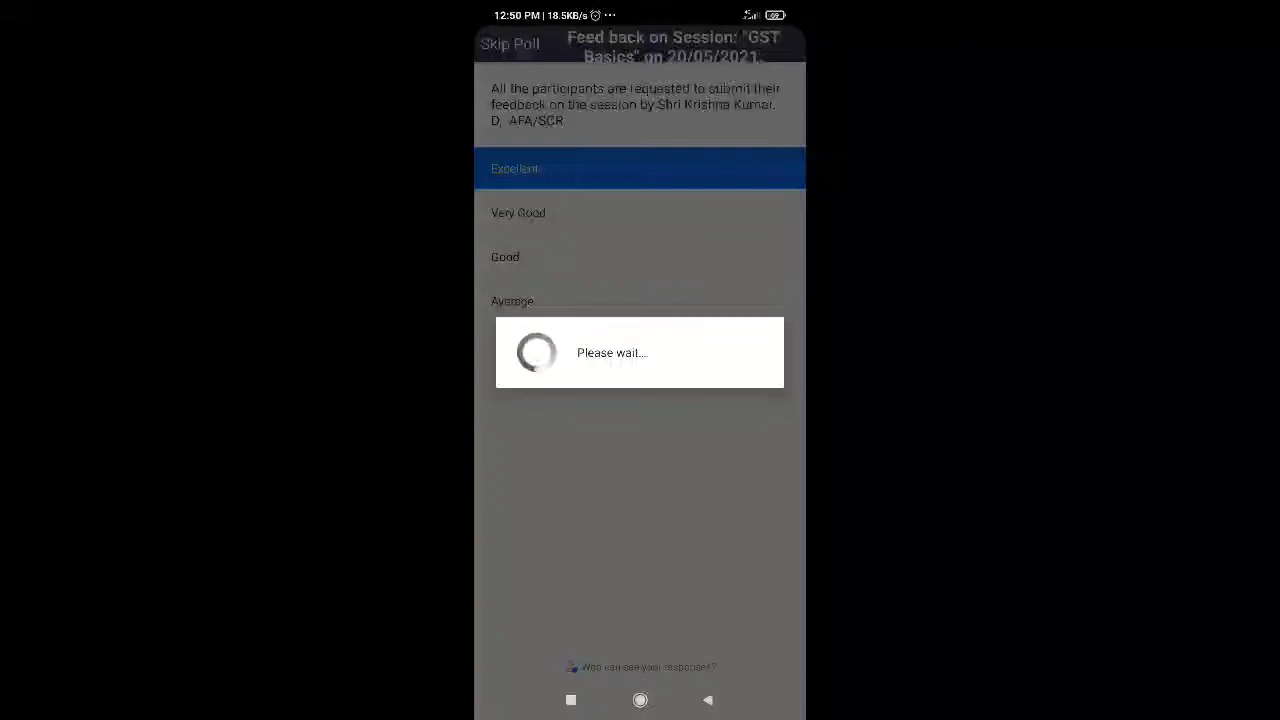 12:50 PM | 18.5KB/s ...
69
Skip Poll
Feed back on Session: "GST
Basics" on 20/05/2021.
All the participants are requested to submit their
feedback on the session by Shri Krishna Kumar.
D, AFA/SCR
Excellent
Very Good
Good
Average
Please wait....
Who can see your responses?